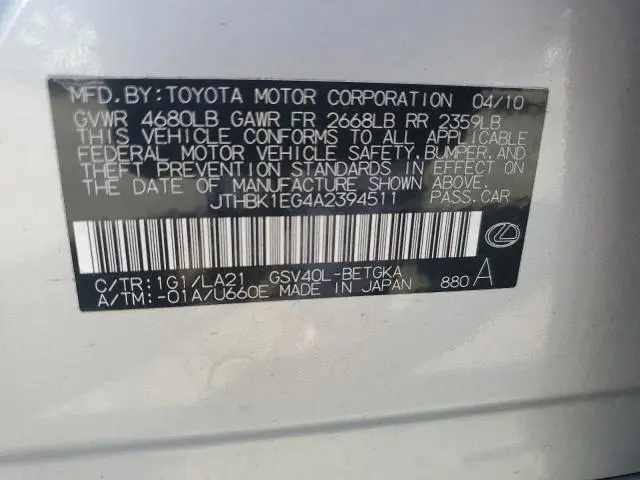 MFD. BY: TOYOTA MOTOR CORPORATION 04/10
GVWR 4680LB GAWR FR 2668LB RR 2359LB
THIS VEHICLE CONFORMS TO ALL APPLICABLE
FEDERAL MOTOR VEHICLE SAFETY, BUMPER, AND
THEFT PREVENTION STANDARDS IN EFFECT ON
THE DATE OF MANUFACTURE SHOWN ABOVE.
JTHBK1EG4A2394511 PASS. CAR
C/TR: 1G1/LA21 GSV40L-BETGKA
A/TM: -01A/U660E MADE IN JAPAN 880 A